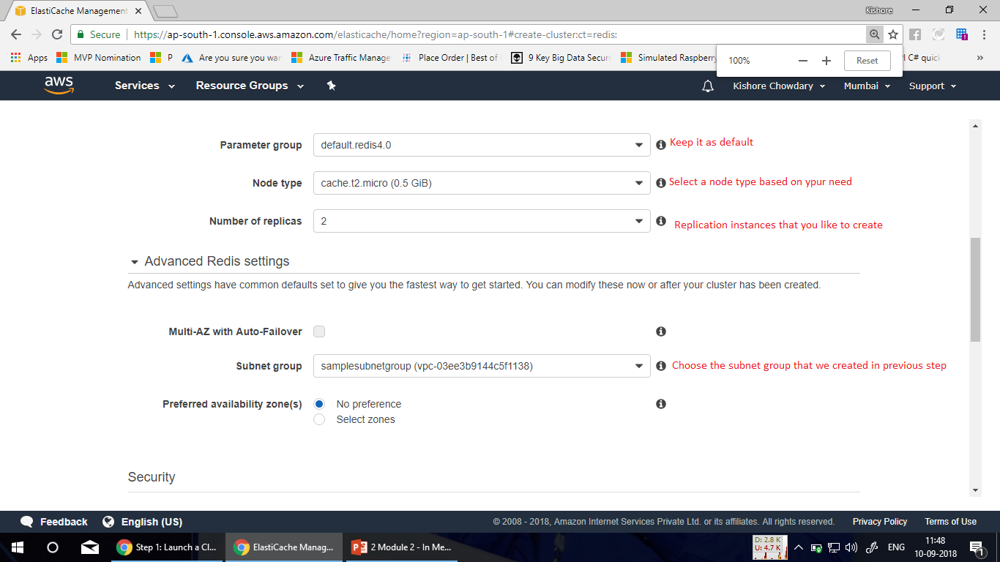 ElastiCache Management
Kishore
Secure
https://ap-south-1.console.aws.amazon.com/elasticache/home?region=ap-south-1#create-cluster:ct=redis:
Apps
MVP Nomination
P
Are you sure you wan
Azure Traffic Manage
Place Order | Best of
9 Key Big Data Securi
Simulated Raspberry
C# quick
»
100%
Reset
aws
Services
Resource Groups
Kishore Chowdary
Mumbai
Support
Parameter group
default.redis4.0
Keep it as default
Node type
cache.t2.micro (0.5 GiB)
Select a node type based on ypur need
Number of replicas
2
Replication instances that you like to create
Advanced Redis settings
Advanced settings have common defaults set to give you the fastest way to get started. You can modify these now or after your cluster has been created.
Multi-AZ with Auto-Failover
Subnet group
samplesubnetgroup (vpc-03ee3b9144c5f1138)
Choose the subnet group that we created in previous step
Preferred availability zone(s)
No preference
Select zones
Security
Feedback
English (US)
© 2008 - 2018, Amazon Internet Services Private Ltd. or its affiliates. All rights reserved.
Privacy Policy
Terms of Use
Step 1: Launch a Cl...
ElastiCache Manag...
2 Module 2 - In Me...
D: 2.8 K
U: 4.7 K
ENG
11:48
10-09-2018
1